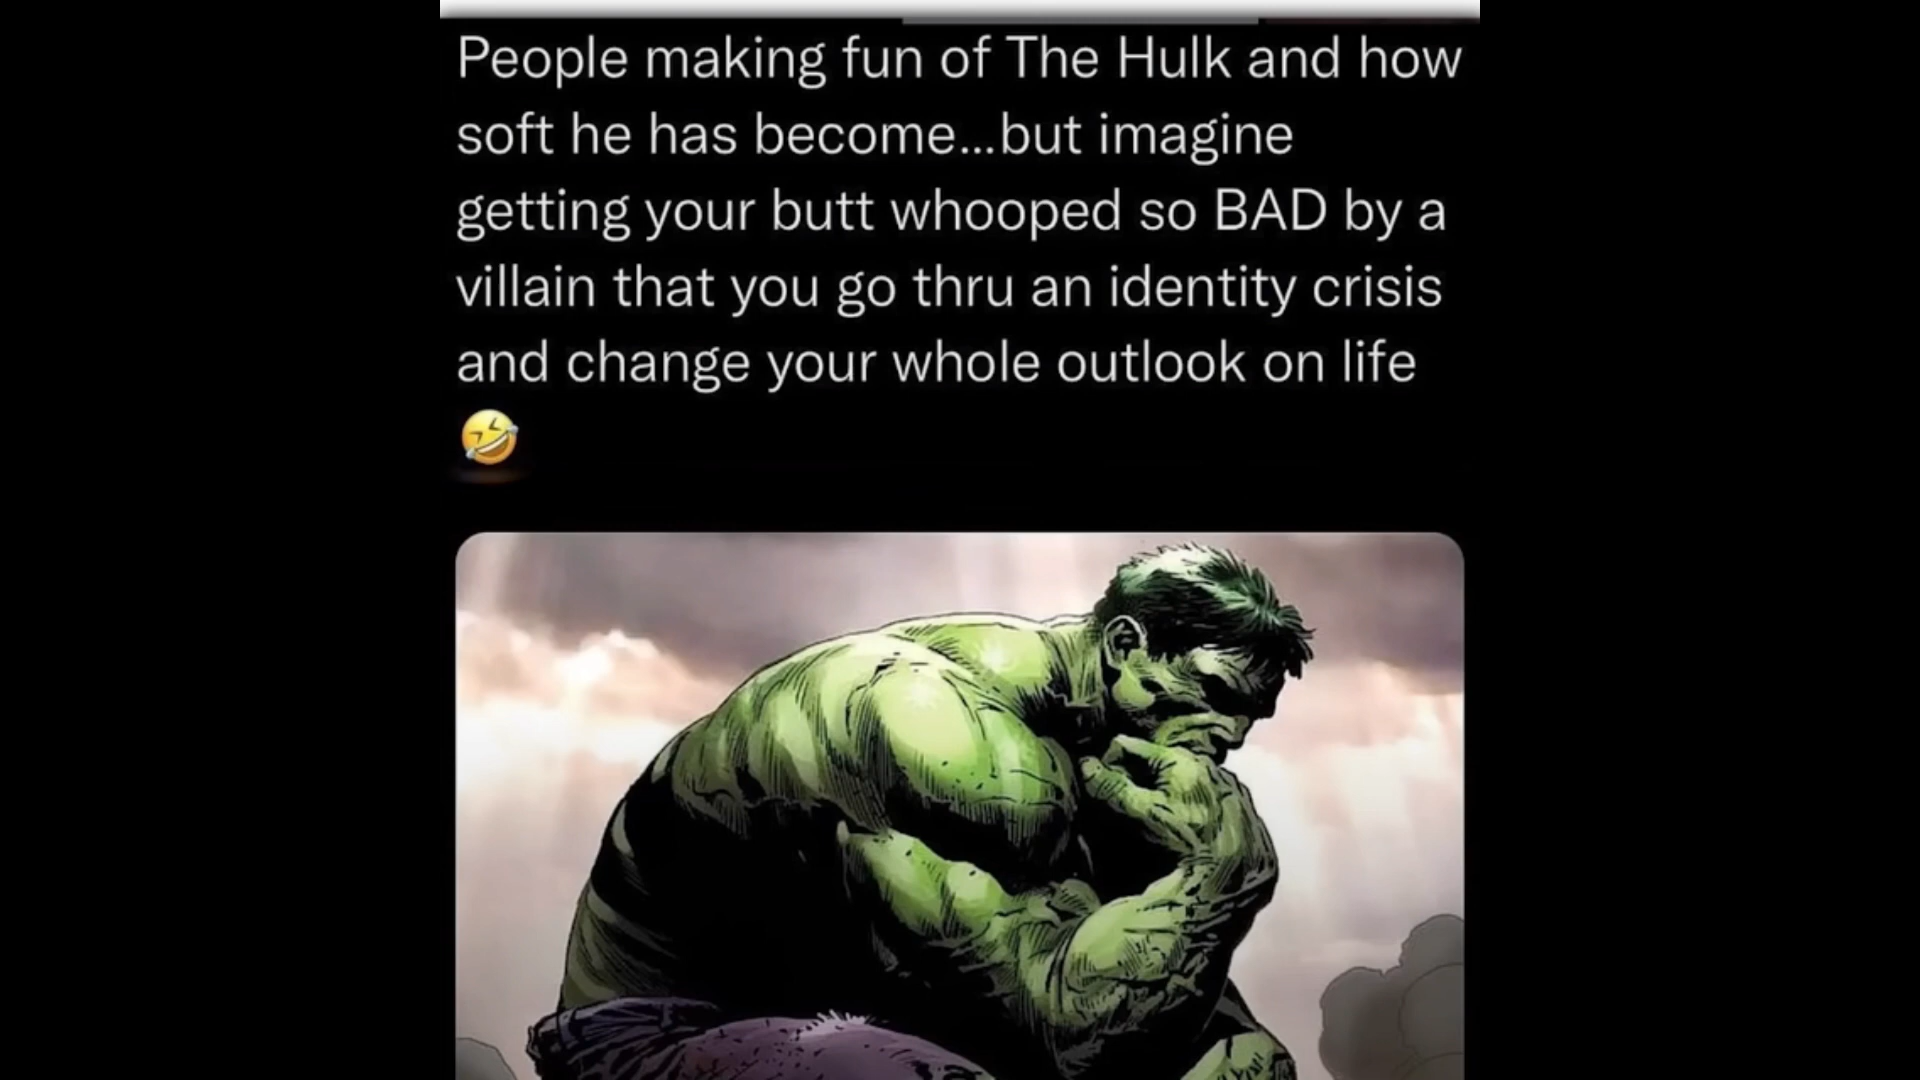 People making fun of The Hulk and how
soft he has become...but imagine
getting your butt whooped so BAD by a
villain that you go thru an identity crisis
and change your whole outlook on life
🤣